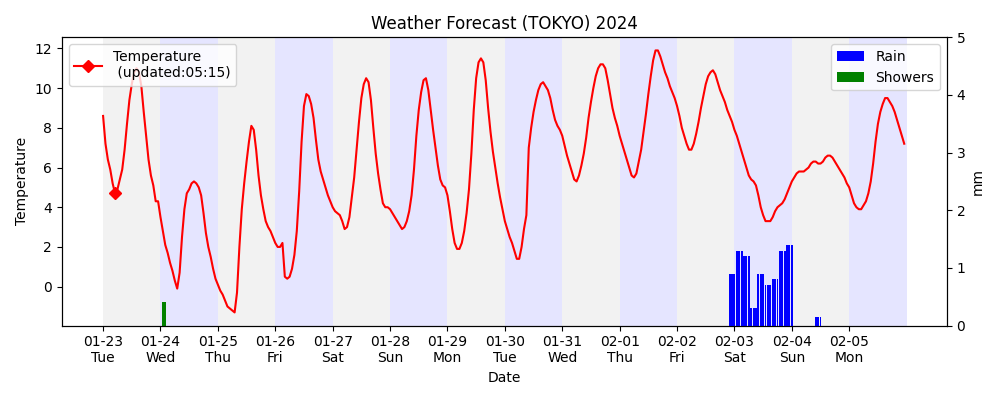 Weather Forecast (TOKYO) 2024
Temperature
(updated:05:15)
Rain
Showers
Temperature
12
10
8
6
4
2
0
5
4
3
2
1
0
mm
01-23 01-24 01-25 01-26 01-27 01-28 01-29 01-30 01-31 02-01 02-02 02-03 02-04 02-05
Tue Wed Thu Fri Sat Sun Mon Tue Wed Thu Fri Sat Sun Mon
Date